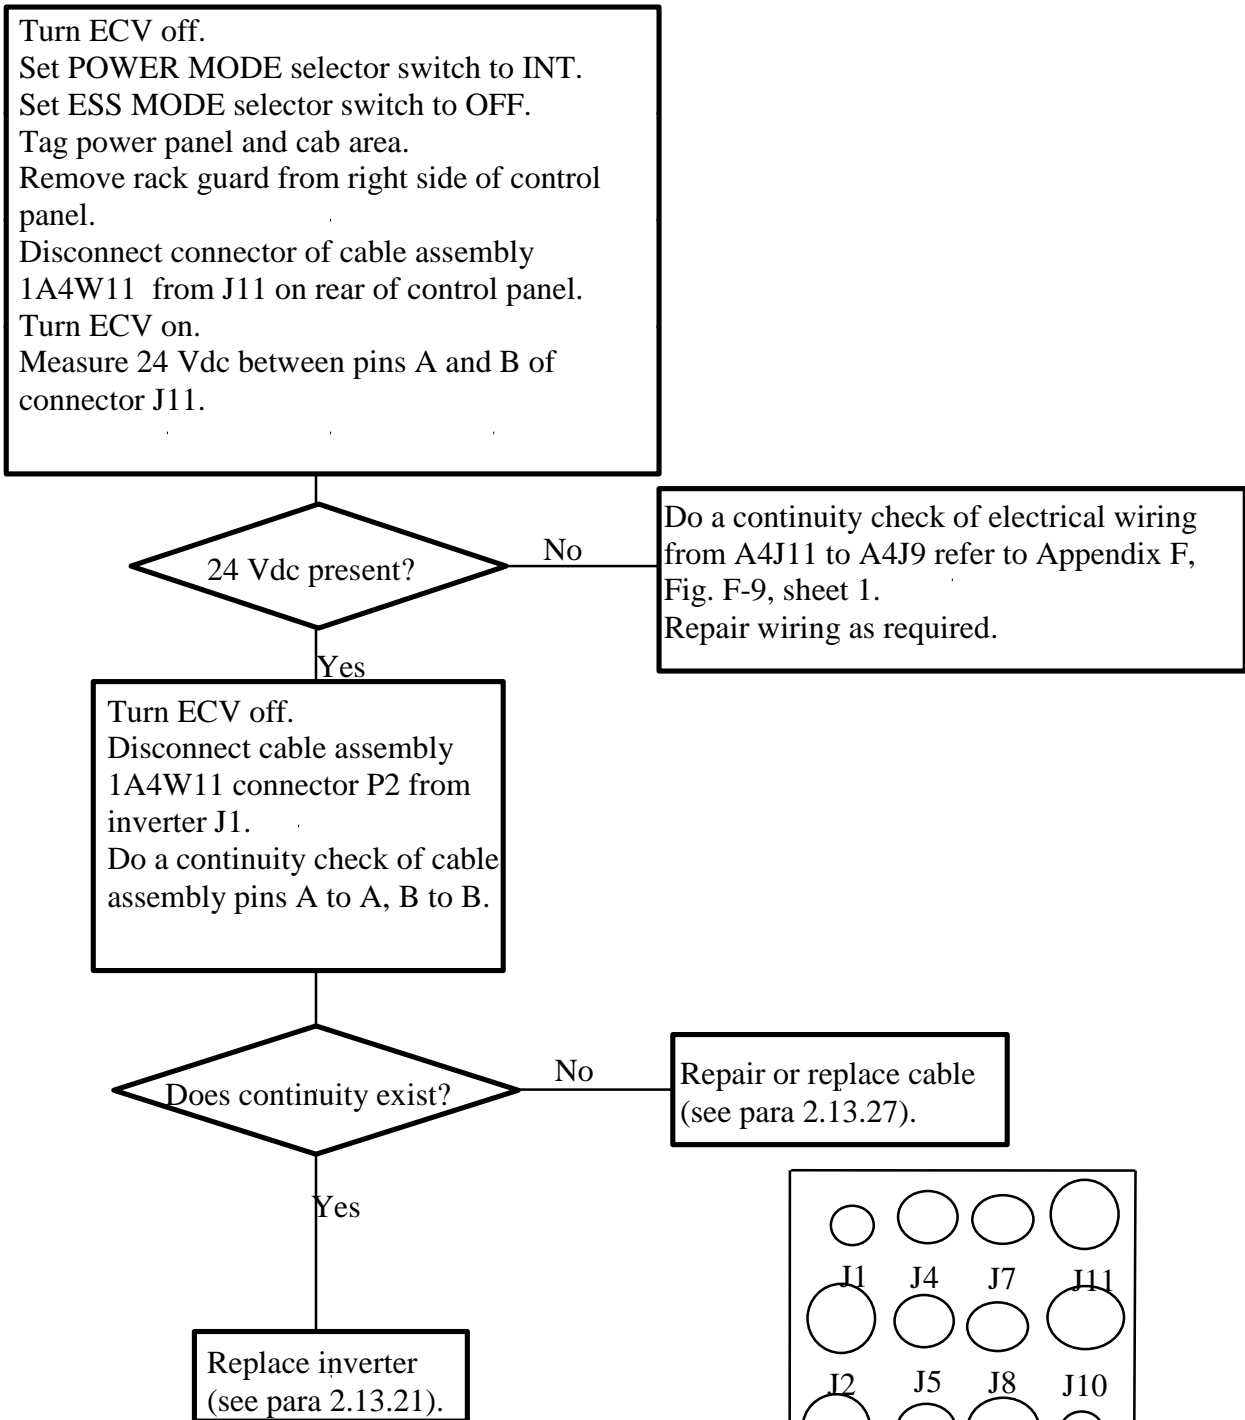 Turn ECV off.
Set POWER MODE selector switch to INT.
Set ESS MODE selector switch to OFF.
Tag power panel and cab area.
Remove rack guard from right side of control
panel.
Disconnect connector of cable assembly
1A4W11 from J11 on rear of control panel.
Turn ECV on.
Measure 24 Vdc between pins A and B of
connector J11.
24 Vdc present?
No
Do a continuity check of electrical wiring
from A4J11 to A4J9 refer to Appendix F,
Fig. F-9, sheet 1.
Repair wiring as required.
Yes
Turn ECV off.
Disconnect cable assembly
1A4W11 connector P2 from
inverter J1.
Do a continuity check of cable
assembly pins A to A, B to B.
Does continuity exist?
No
Repair or replace cable
(see para 2.13.27).
Yes
Replace inverter
(see para 2.13.21).
J1 J4 J7 J11
J2 J5 J8 J10